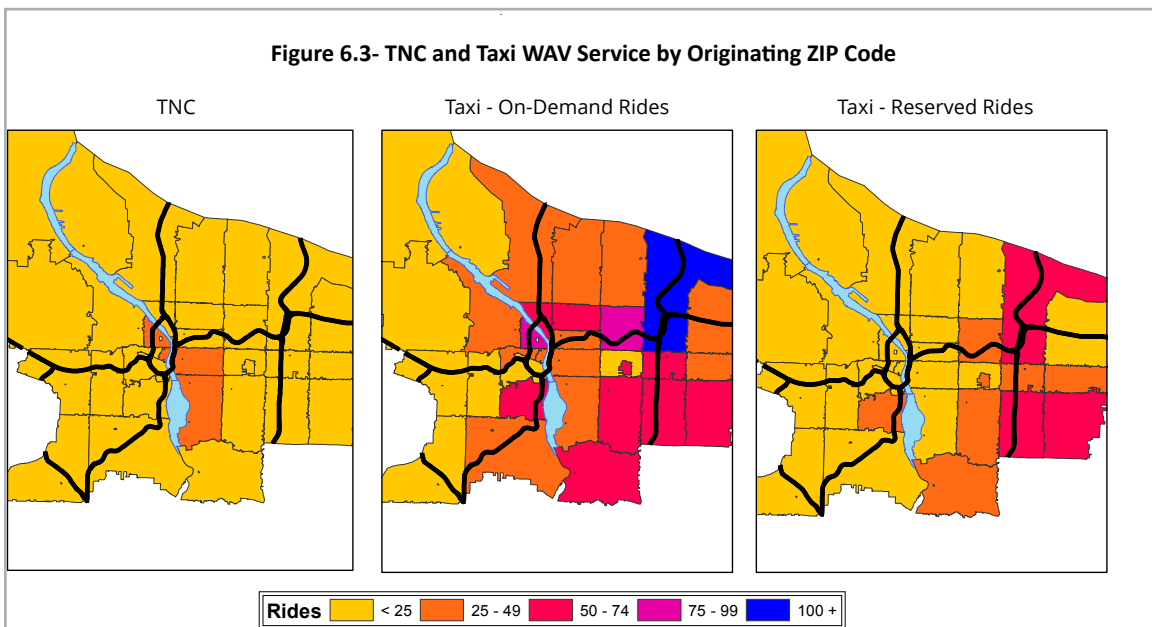 Figure 6.3- TNC and Taxi WAV Service by Originating ZIP Code
TNC
Taxi - On-Demand Rides
Taxi - Reserved Rides
Rides < 25 25 - 49 50 - 74 75 - 99 100 +